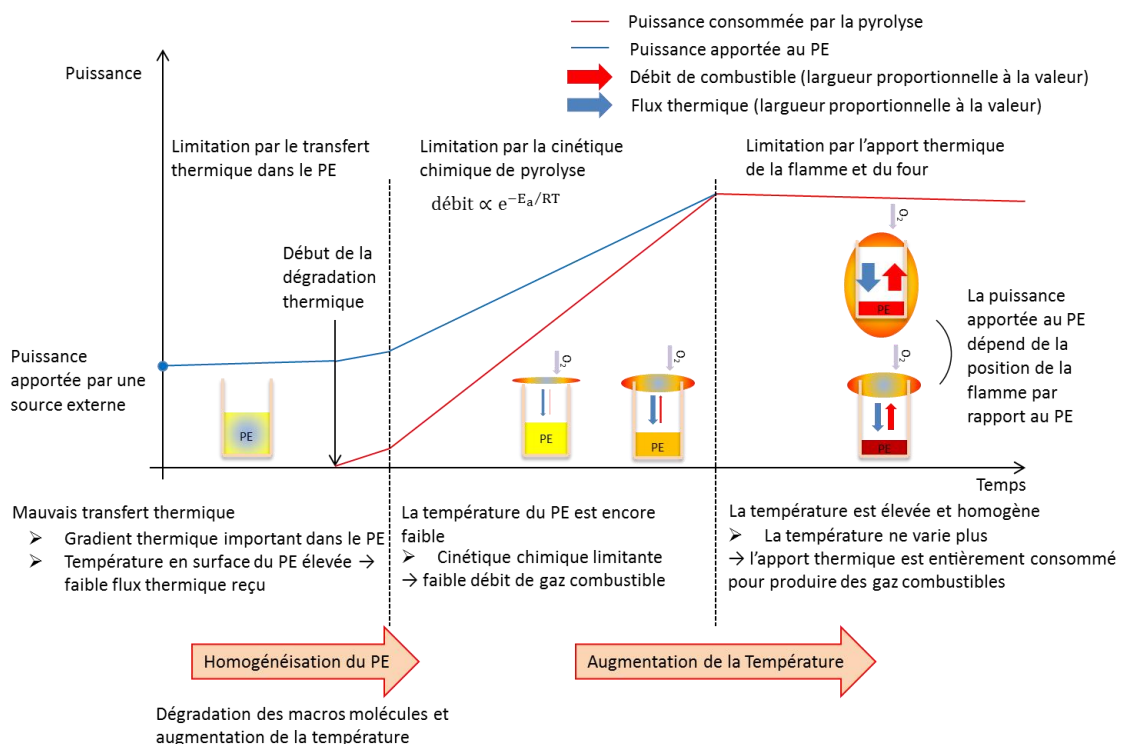 Puissance consommée par la pyrolyse
Puissance apportée au PE
Débit de combustible (largueur proportionnelle à la valeur)
Flux thermique (largueur proportionnelle à la valeur)
Puissance
Limitation par le transfert
thermique dans le PE
Limitation par la cinétique
chimique de pyrolyse
débit ∝ e^{-E_a/RT}
Limitation par l'apport thermique
de la flamme et du four
Début de la
dégradation
thermique
Puissance
apportée par une
source externe
PE
O₂
PE
O₂
PE
O₂
PE
O₂
PE
La puissance
apportée au PE
dépend de la
position de la
flamme par
rapport au PE
Temps
Mauvais transfert thermique
➢ Gradient thermique important dans le PE
➢ Température en surface du PE élevée →
faible flux thermique reçu
La température du PE est encore
faible
➢ Cinétique chimique limitante
→ faible débit de gaz combustible
La température est élevée et homogène
➢ La température ne varie plus
→ l'apport thermique est entièrement consommé
pour produire des gaz combustibles
Homogénéisation du PE
Augmentation de la Température
Dégradation des macros molécules et
augmentation de la température